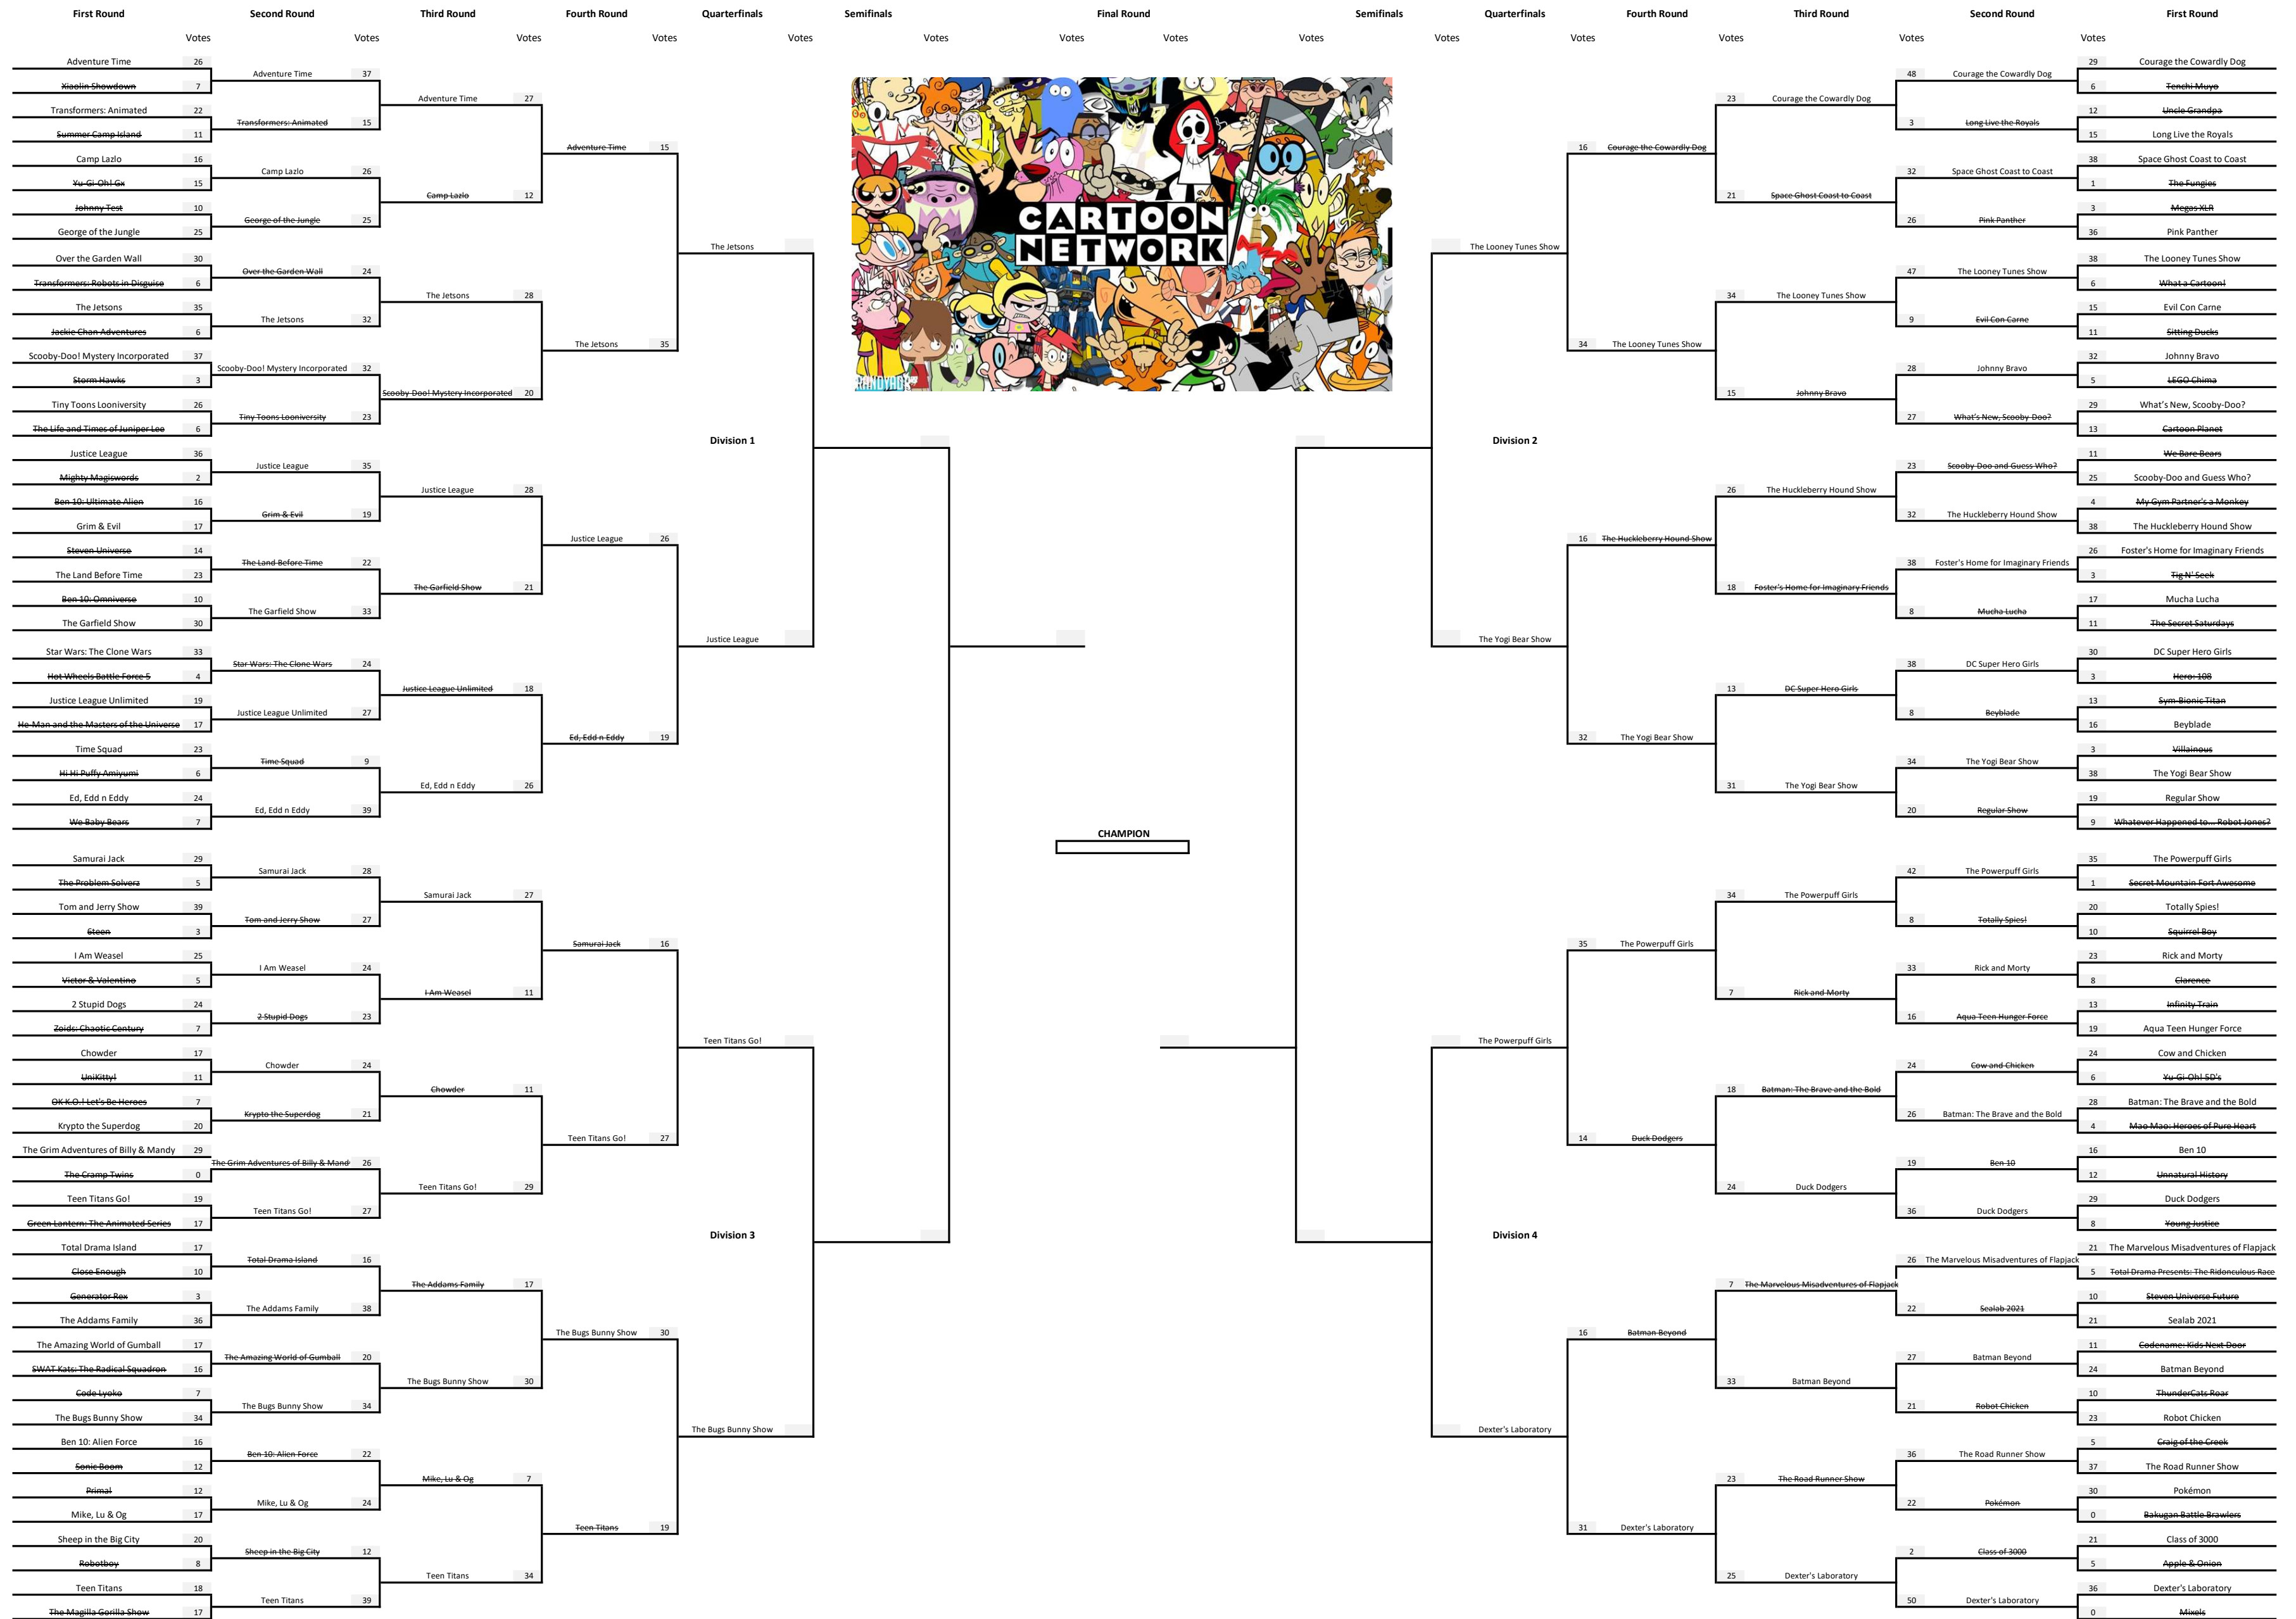 First Round Second Round Third Round Fourth Round Quarterfinals Semifinals Final Round Semifinals Quarterfinals Fourth Round Third Round Second Round First Round
Votes Votes Votes Votes Votes Votes Votes Votes Votes Votes Votes Votes Votes Votes
Adventure Time 26
Xiaolin Showdown 7
Transformers: Animated 22
Summer Camp Island 11
Camp Lazlo 16
Yu-Gi-Oh! Gx 15
Johnny Test 10
George of the Jungle 25
Over the Garden Wall 30
Transformers: Robots in Disguise 6
The Jetsons 35
Jackie Chan Adventures 6
Scooby-Doo! Mystery Incorporated 37
Storm Hawks 3
Tiny Toons Looniversity 26
The Life and Times of Juniper Lee 6
Justice League 36
Mighty Magiswords 2
Ben 10: Ultimate Alien 16
Grim & Evil 17
Steven Universe 14
The Land Before Time 23
Ben 10: Omniverse 10
The Garfield Show 30
Star Wars: The Clone Wars 33
Hot Wheels Battle Force 5 4
Justice League Unlimited 19
He-Man and the Masters of the Universe 17
Time Squad 23
Hi Hi Puffy Amiyumi 6
Ed, Edd n Eddy 24
We Baby Bears 7
Samurai Jack 29
The Problem Solverz 5
Tom and Jerry Show 39
6teen 3
I Am Weasel 25
Victor & Valentino 5
2 Stupid Dogs 24
Zoids: Chaotic Century 7
Chowder 17
UniKitty! 11
OK K.O.! Let's Be Heroes 7
Krypto the Superdog 20
The Grim Adventures of Billy & Mandy 29
The Cramp Twins 0
Teen Titans Go! 19
Green Lantern: The Animated Series 17
Total Drama Island 17
Close Enough 10
Generator Rex 3
The Addams Family 36
The Amazing World of Gumball 17
SWAT Kats: The Radical Squadron 16
Code Lyoko 7
The Bugs Bunny Show 34
Ben 10: Alien Force 16
Sonic Boom 12
Primal 12
Mike, Lu & Og 17
Sheep in the Big City 20
Robotboy 8
Teen Titans 18
The Magilla Gorilla Show 17
Adventure Time 37
Transformers: Animated 15
Camp Lazlo 26
George of the Jungle 25
Over the Garden Wall 24
The Jetsons 32
Scooby-Doo! Mystery Incorporated 32
Tiny Toons Looniversity 23
Justice League 35
Grim & Evil 19
The Land Before Time 22
The Garfield Show 33
Star Wars: The Clone Wars 24
Justice League Unlimited 27
Time Squad 9
Ed, Edd n Eddy 39
Samurai Jack 28
Tom and Jerry Show 27
I Am Weasel 24
2 Stupid Dogs 23
Chowder 24
Krypto the Superdog 21
The Grim Adventures of Billy & Mand 26
Teen Titans Go! 27
Total Drama Island 16
The Addams Family 38
The Amazing World of Gumball 20
The Bugs Bunny Show 34
Ben 10: Alien Force 22
Mike, Lu & Og 24
Sheep in the Big City 12
Teen Titans 39
Adventure Time 27
Camp Lazlo 12
The Jetsons 28
Scooby-Doo! Mystery Incorporated 20
Justice League 28
The Garfield Show 21
Justice League Unlimited 18
Ed, Edd n Eddy 26
Samurai Jack 27
I Am Weasel 11
Chowder 11
Teen Titans Go! 29
The Addams Family 17
The Bugs Bunny Show 30
Mike, Lu & Og 7
Teen Titans 34
Adventure Time 15
The Jetsons 35
Justice League 26
Ed, Edd n Eddy 19
Samurai Jack 16
Teen Titans Go! 27
The Bugs Bunny Show 30
Teen Titans 19
The Jetsons
Division 1
Justice League
Teen Titans Go!
Division 3
The Bugs Bunny Show
CARTOON
NETWORK
CHAMPION
The Looney Tunes Show
Division 2
The Yogi Bear Show
The Powerpuff Girls
Division 4
Dexter's Laboratory
16 Courage the Cowardly Dog
34 The Looney Tunes Show
16 The Huckleberry Hound Show
32 The Yogi Bear Show
35 The Powerpuff Girls
14 Duck Dodgers
16 Batman Beyond
31 Dexter's Laboratory
23 Courage the Cowardly Dog
21 Space Ghost Coast to Coast
34 The Looney Tunes Show
15 Johnny Bravo
26 The Huckleberry Hound Show
18 Foster's Home for Imaginary Friends
13 DC Super Hero Girls
31 The Yogi Bear Show
34 The Powerpuff Girls
7 Rick and Morty
18 Batman: The Brave and the Bold
24 Duck Dodgers
7 The Marvelous Misadventures of Flapjack
33 Batman Beyond
23 The Road Runner Show
25 Dexter's Laboratory
48 Courage the Cowardly Dog
3 Long Live the Royals
32 Space Ghost Coast to Coast
26 Pink Panther
47 The Looney Tunes Show
9 Evil Con Carne
28 Johnny Bravo
27 What's New, Scooby-Doo?
23 Scooby-Doo and Guess Who?
32 The Huckleberry Hound Show
38 Foster's Home for Imaginary Friends
8 Mucha Lucha
38 DC Super Hero Girls
8 Beyblade
34 The Yogi Bear Show
20 Regular Show
42 The Powerpuff Girls
8 Totally Spies!
33 Rick and Morty
16 Aqua Teen Hunger Force
24 Cow and Chicken
26 Batman: The Brave and the Bold
19 Ben 10
36 Duck Dodgers
26 The Marvelous Misadventures of Flapjack
22 Sealab 2021
27 Batman Beyond
21 Robot Chicken
36 The Road Runner Show
22 Pokémon
2 Class of 3000
50 Dexter's Laboratory
29 Courage the Cowardly Dog
6 Tenchi Muyo
12 Uncle Grandpa
15 Long Live the Royals
38 Space Ghost Coast to Coast
1 The Fungies
3 Megas XLR
36 Pink Panther
38 The Looney Tunes Show
6 What a Cartoon!
15 Evil Con Carne
11 Sitting Ducks
32 Johnny Bravo
5 LEGO Chima
29 What's New, Scooby-Doo?
13 Cartoon Planet
11 We Bare Bears
25 Scooby-Doo and Guess Who?
4 My Gym Partner's a Monkey
38 The Huckleberry Hound Show
26 Foster's Home for Imaginary Friends
3 Tig N' Seek
17 Mucha Lucha
11 The Secret Saturdays
30 DC Super Hero Girls
3 Hero: 108
13 Sym-Bionic Titan
16 Beyblade
3 Villainous
38 The Yogi Bear Show
19 Regular Show
9 Whatever Happened to... Robot Jones?
35 The Powerpuff Girls
1 Secret Mountain Fort Awesome
20 Totally Spies!
10 Squirrel Boy
23 Rick and Morty
8 Clarence
13 Infinity Train
19 Aqua Teen Hunger Force
24 Cow and Chicken
6 Yu-Gi-Oh! 5D's
28 Batman: The Brave and the Bold
4 Mao Mao: Heroes of Pure Heart
16 Ben 10
12 Unnatural History
29 Duck Dodgers
8 Young Justice
21 The Marvelous Misadventures of Flapjack
5 Total Drama Presents: The Ridonculous Race
10 Steven Universe Future
21 Sealab 2021
11 Codename: Kids Next Door
24 Batman Beyond
10 ThunderCats Roar
23 Robot Chicken
5 Craig of the Creek
37 The Road Runner Show
30 Pokémon
0 Bakugan Battle Brawlers
21 Class of 3000
5 Apple & Onion
36 Dexter's Laboratory
0 Mixels